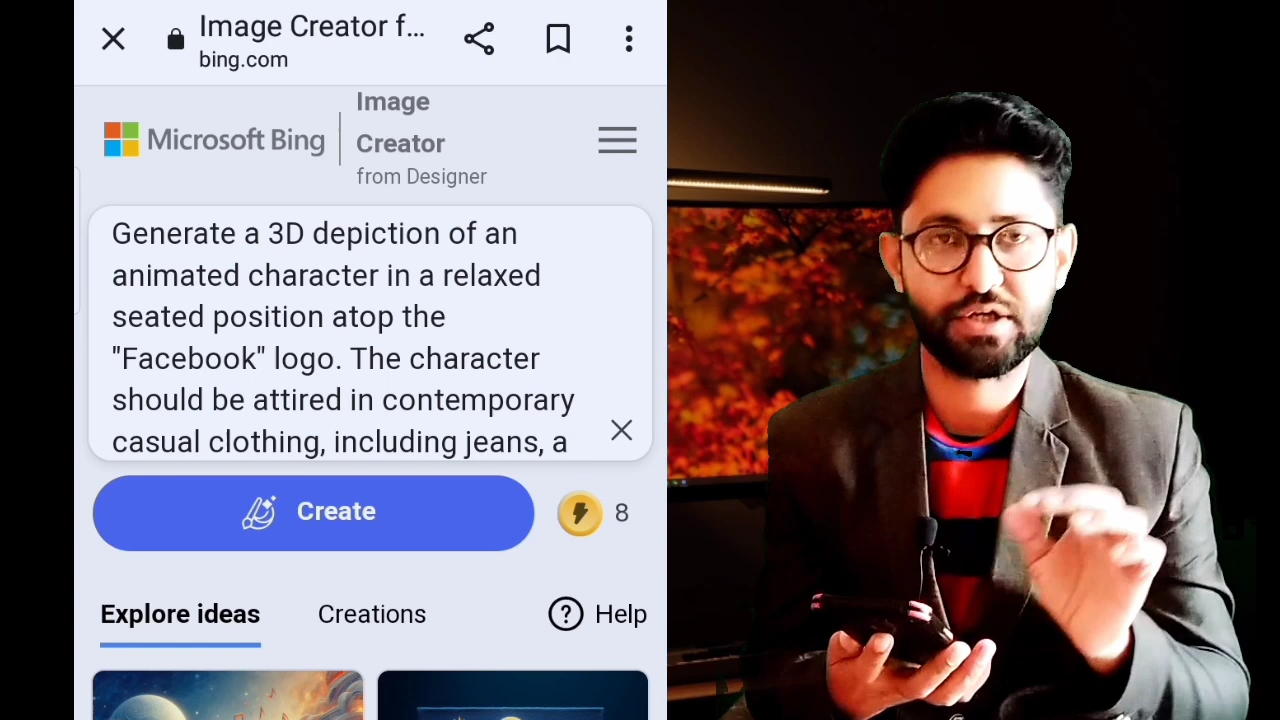 Image Creator f...
bing.com
Microsoft Bing
Image
Creator
from Designer
Generate a 3D depiction of an
animated character in a relaxed
seated position atop the
"Facebook" logo. The character
should be attired in contemporary
casual clothing, including jeans, a
Create
8
Explore ideas
Creations
Help